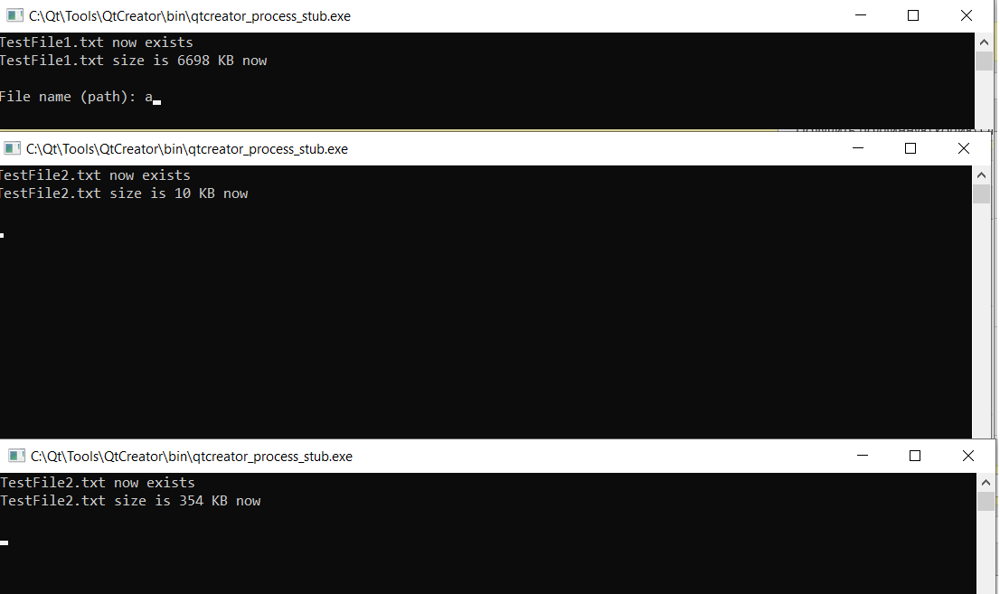 C:\Qt\Tools\QtCreator\bin\qtcreator_process_stub.exe
TestFile1.txt now exists
TestFile1.txt size is 6698 KB now
File name (path): a
C:\Qt\Tools\QtCreator\bin\qtcreator_process_stub.exe
TestFile2.txt now exists
TestFile2.txt size is 10 KB now
C:\Qt\Tools\QtCreator\bin\qtcreator_process_stub.exe
TestFile2.txt now exists
TestFile2.txt size is 354 KB now